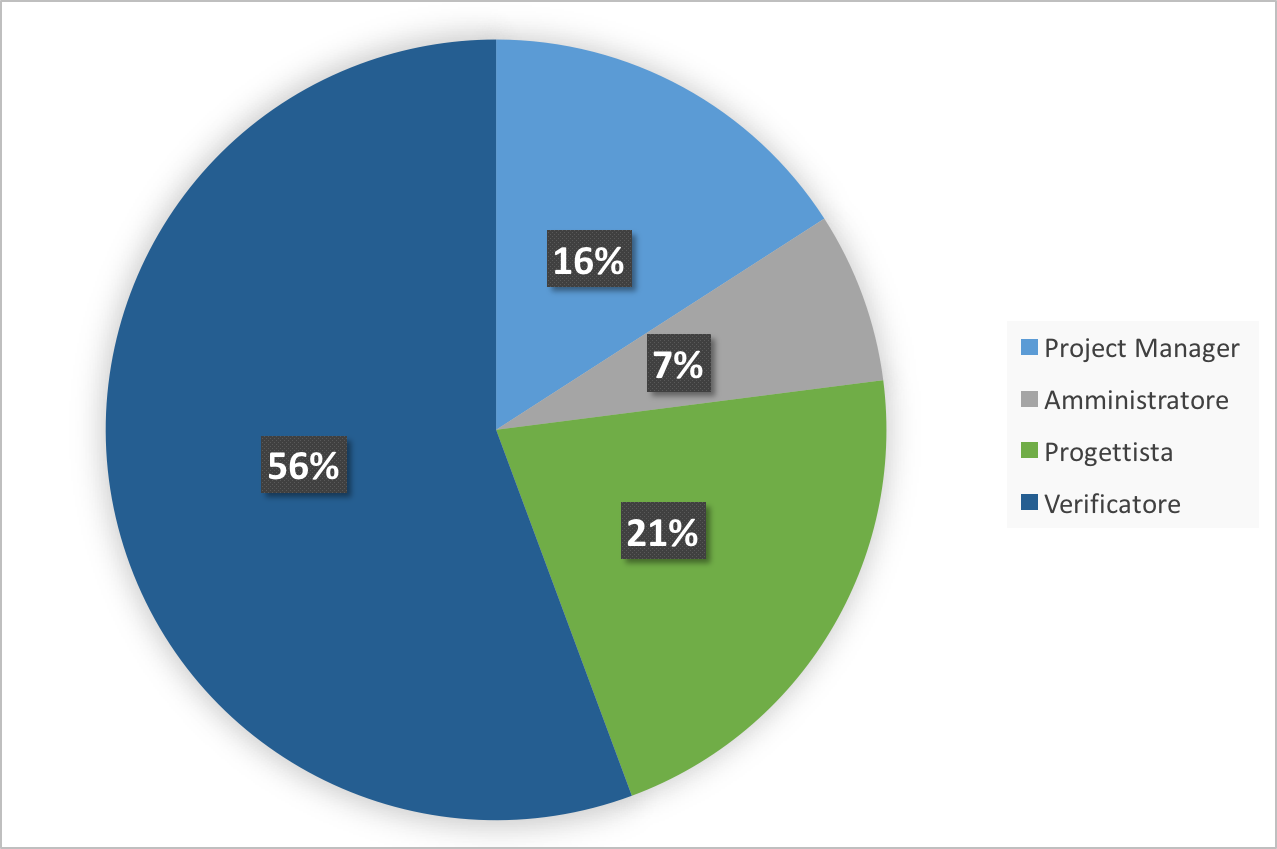 16%
7%
56%
21%
Project Manager
Amministratore
Progettista
Verificatore